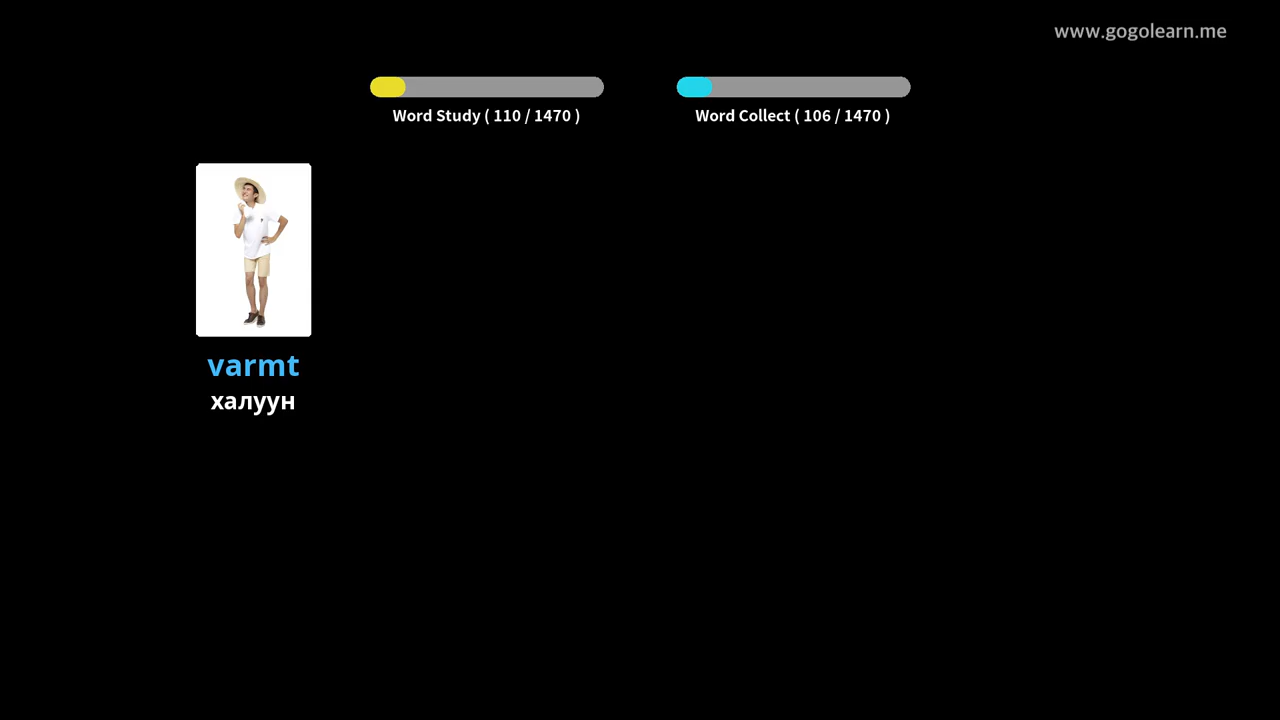 www.gogolearn.me
Word Study ( 110 / 1470 )
Word Collect ( 106 / 1470 )
varmt
халуун